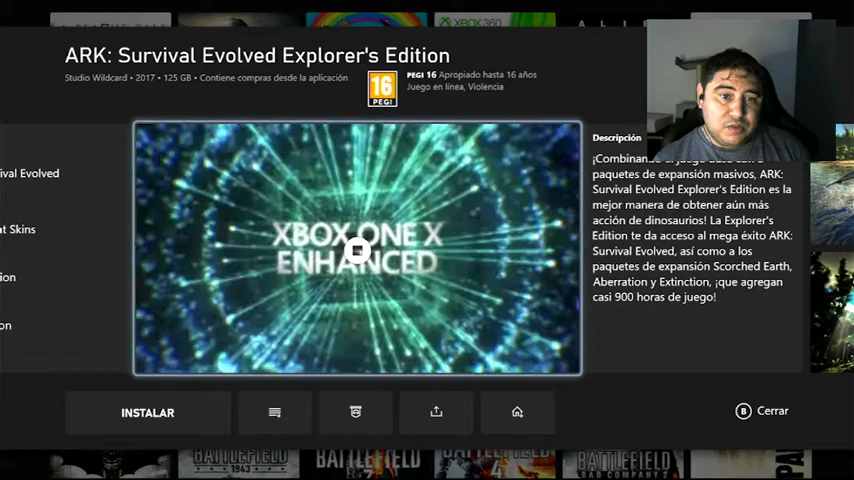 XBOX 360
ALI
ARK: Survival Evolved Explorer's Edition
Studio Wildcard • 2017 • 125 GB • Contiene compras desde la aplicación
16
PEGI
PEGI 16 Apropiado hasta 16 años
Juego en línea, Violencia
ival Evolved
at Skins
ion
on
XBOX ONE X
ENHANCED
Descripción
paquetes de expansión masivos, ARK:
Survival Evolved Explorer's Edition es la
mejor manera de obtener aún más
acción de dinosaurios! La Explorer's
Edition te da acceso al mega éxito ARK:
Survival Evolved, así como a los
paquetes de expansión Scorched Earth,
Aberration y Extinction, ¡que agregan
casi 900 horas de juego!
INSTALAR
B Cerrar
BATTLEFIELD
1943
BATTLEFIELD
BATTLEFIELD
4
BATTLEFIELD
BAD COMPANY 2